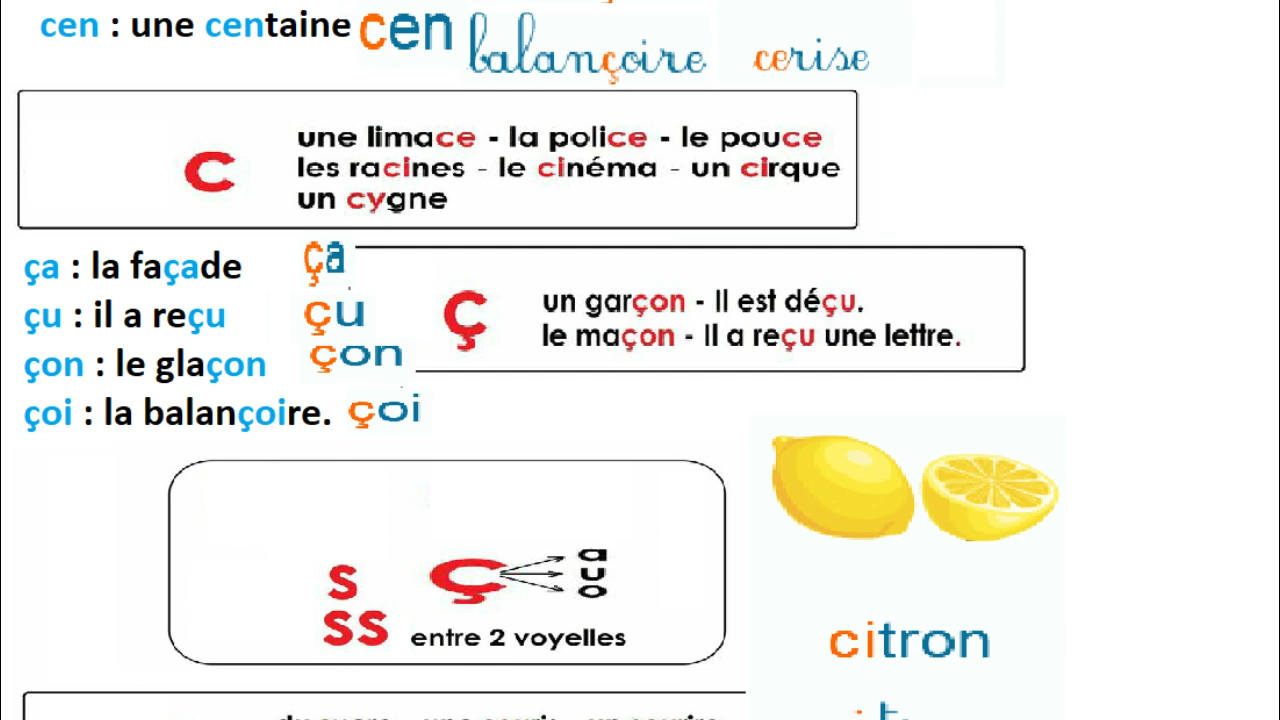 cen : une centaine cen balançoire cerise
c
une limace - la police - le pouce
les racines - le cinéma - un cirque
un cygne
ça : la façade ça
çu : il a reçu çu
çon : le glaçon çon
çoi : la balançoire. çoi
ç
un garçon - Il est déçu.
le maçon - Il a reçu une lettre.
s ç a
u
o
ss entre 2 voyelles
citron